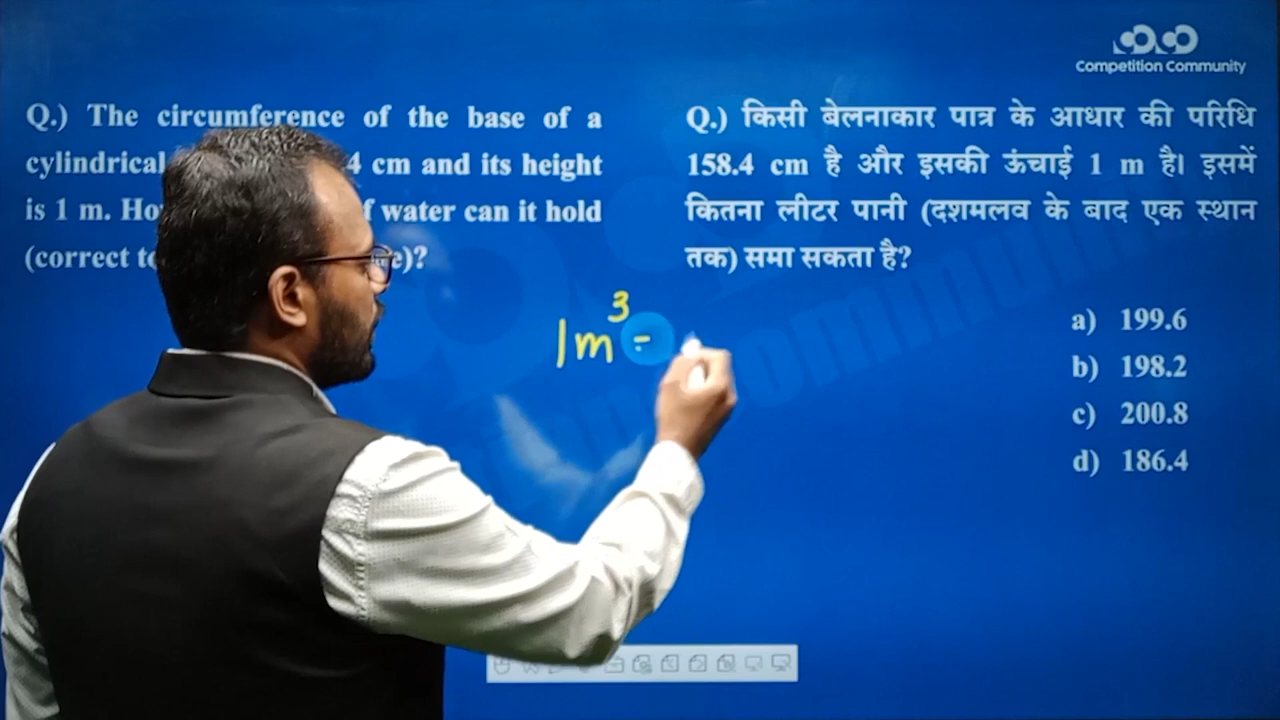 Competition Community
Q.) The circumference of the base of a
cylindrical 4 cm and its height
is 1 m. of water can it hold
(correct
Q.) किसी बेलनाकार पात्र के आधार की परिधि
158.4 cm है और इसकी ऊंचाई 1 m है। इसमें
कितना लीटर पानी (दशमलव के बाद एक स्थान
तक) समा सकता है?
1m³ =
a) 199.6
b) 198.2
c) 200.8
d) 186.4